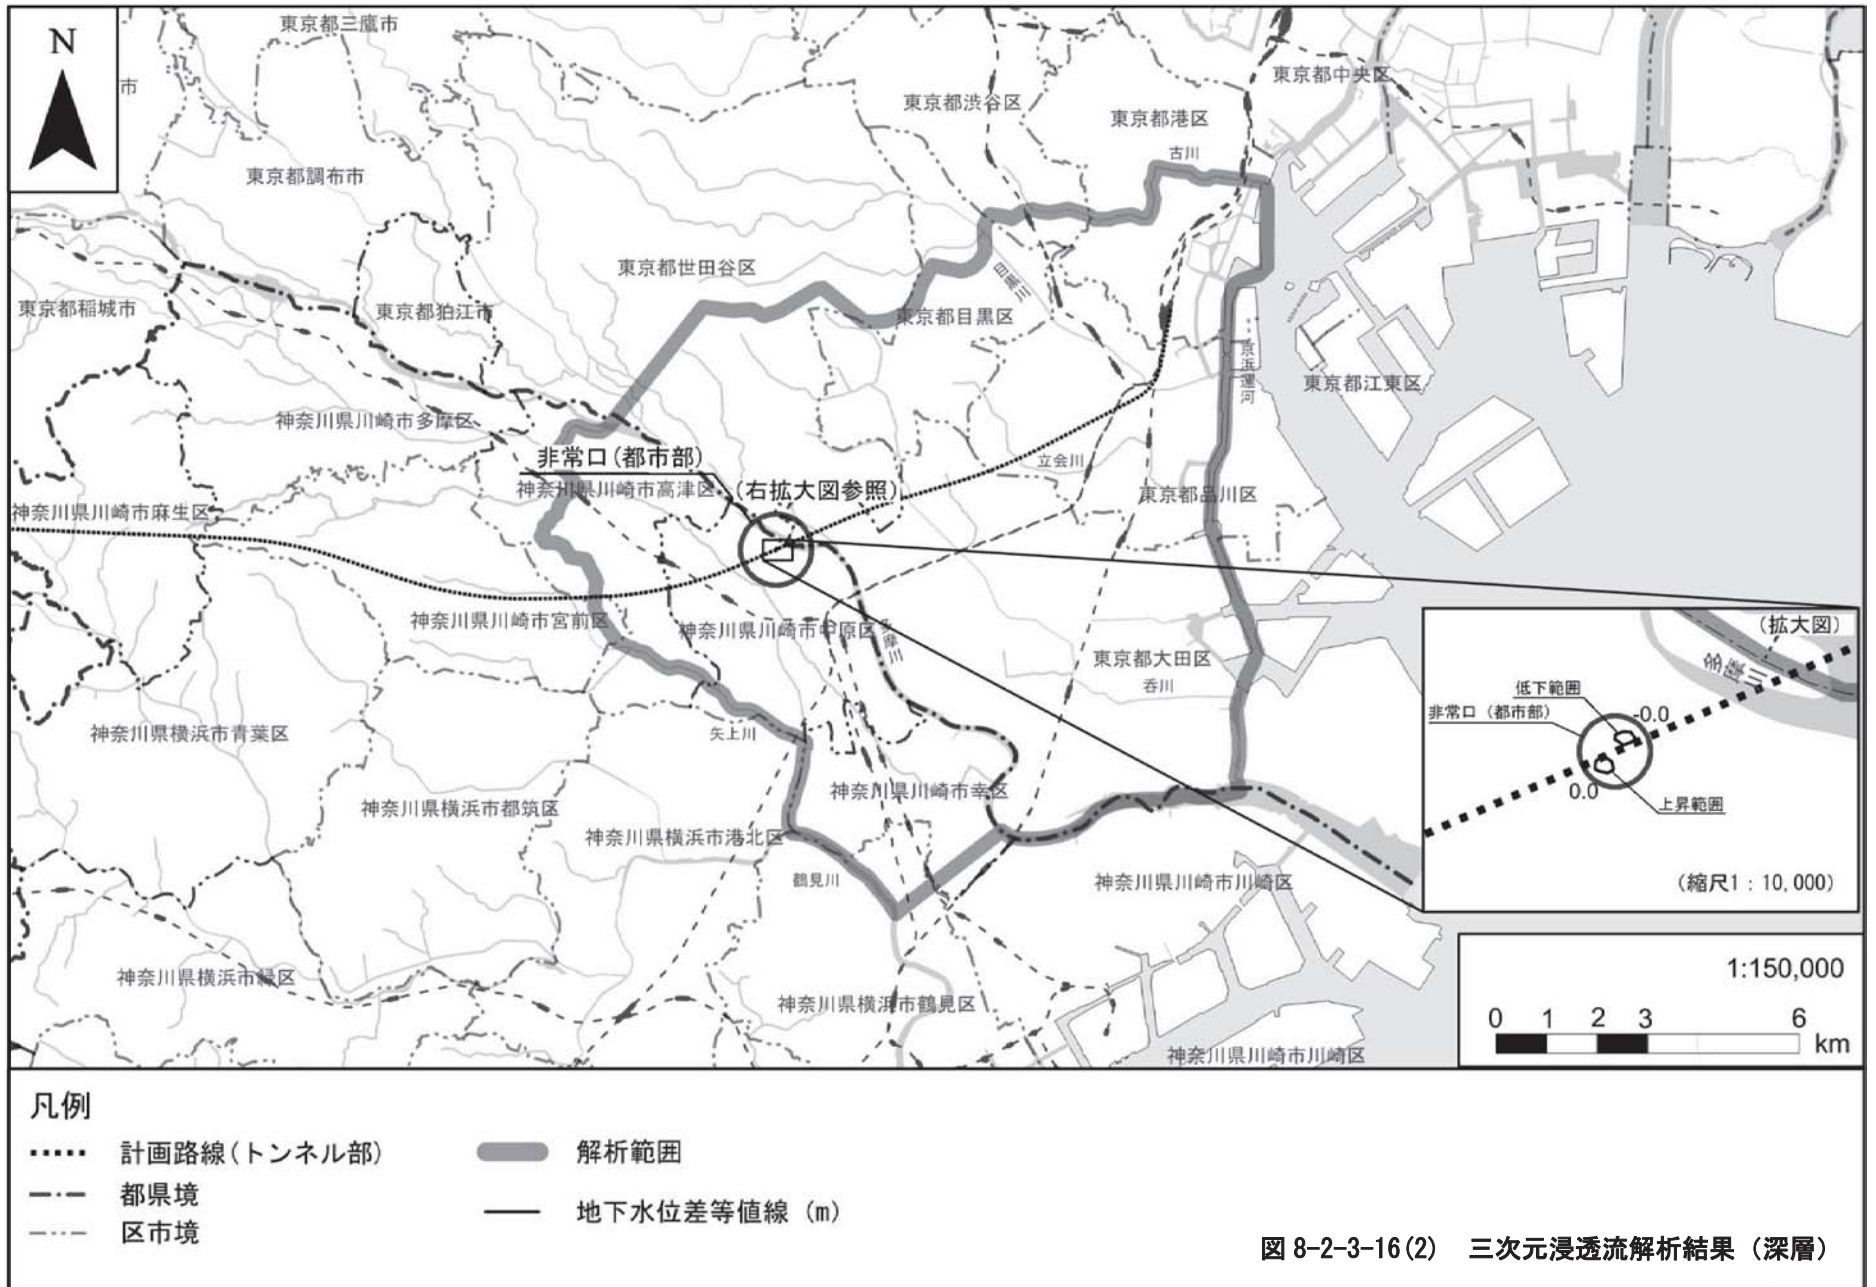 N
東京都三鷹市
市
東京都中央区
東京都渋谷区
東京都港区
古川
東京都調布市
東京都世田谷区
目黒川
東京都稲城市
東京都狛江市
東京都目黒区
京浜運河
東京都江東区
神奈川県川崎市多摩区
非常口(都市部)
立会川
神奈川県川崎市高津区
(右拡大図参照)
東京都品川区
神奈川県川崎市麻生区
神奈川県川崎市宮前区
神奈川県川崎市中原区
多摩川
東京都大田区
呑川
(拡大図)
多摩川
低下範囲
非常口（都市部）
-0.0
0.0
上昇範囲
(縮尺1：10,000)
神奈川県横浜市青葉区
矢上川
神奈川県川崎市幸区
神奈川県横浜市都筑区
神奈川県横浜市港北区
鶴見川
神奈川県川崎市川崎区
神奈川県横浜市緑区
神奈川県横浜市鶴見区
神奈川県川崎市川崎区
1:150,000
0 1 2 3 6
km
凡例
計画路線(トンネル部)
解析範囲
都県境
地下水位差等値線（m）
区市境
図 8-2-3-16(2)　三次元浸透流解析結果（深層）